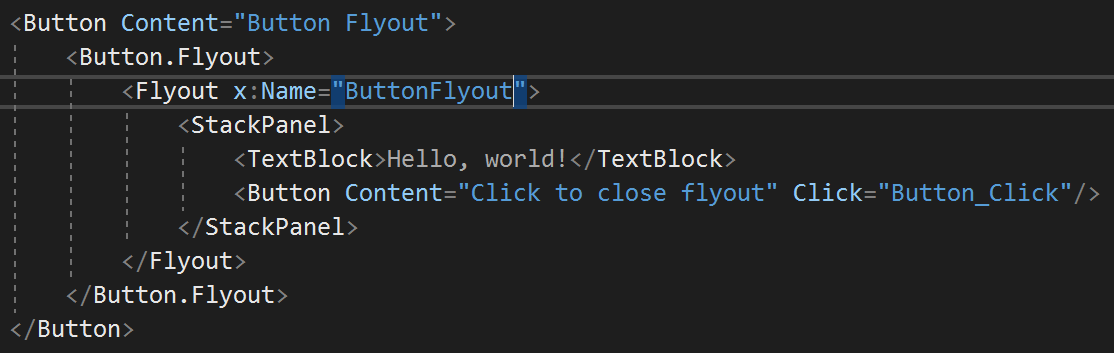 <Button Content="Button Flyout">
    <Button.Flyout>
        <Flyout x:Name="ButtonFlyout">
            <StackPanel>
                <TextBlock>Hello, world!</TextBlock>
                <Button Content="Click to close flyout" Click="Button_Click"/>
            </StackPanel>
        </Flyout>
    </Button.Flyout>
</Button>